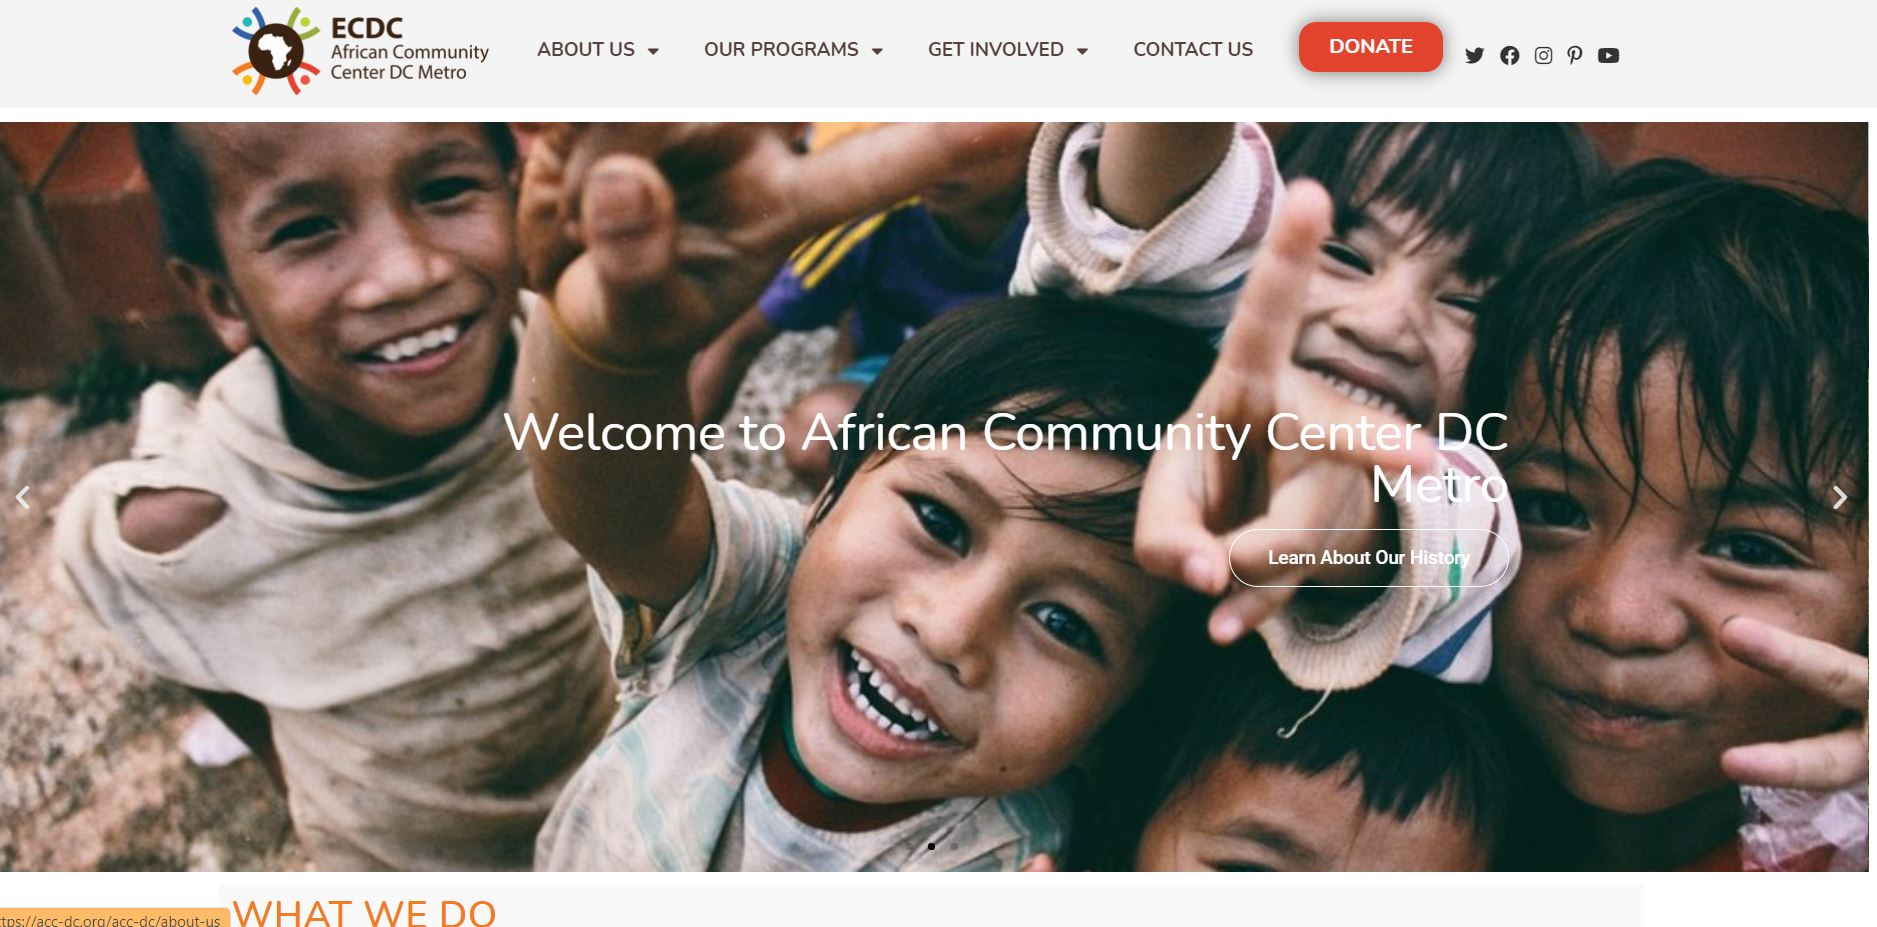 ECDC
African Community
Center DC Metro
ABOUT US
OUR PROGRAMS
GET INVOLVED
CONTACT US
DONATE
Welcome to African Community Center DC
Metro
Learn About Our History
WHAT WE DO
ttps://acc-dc.org/acc-dc/about-us